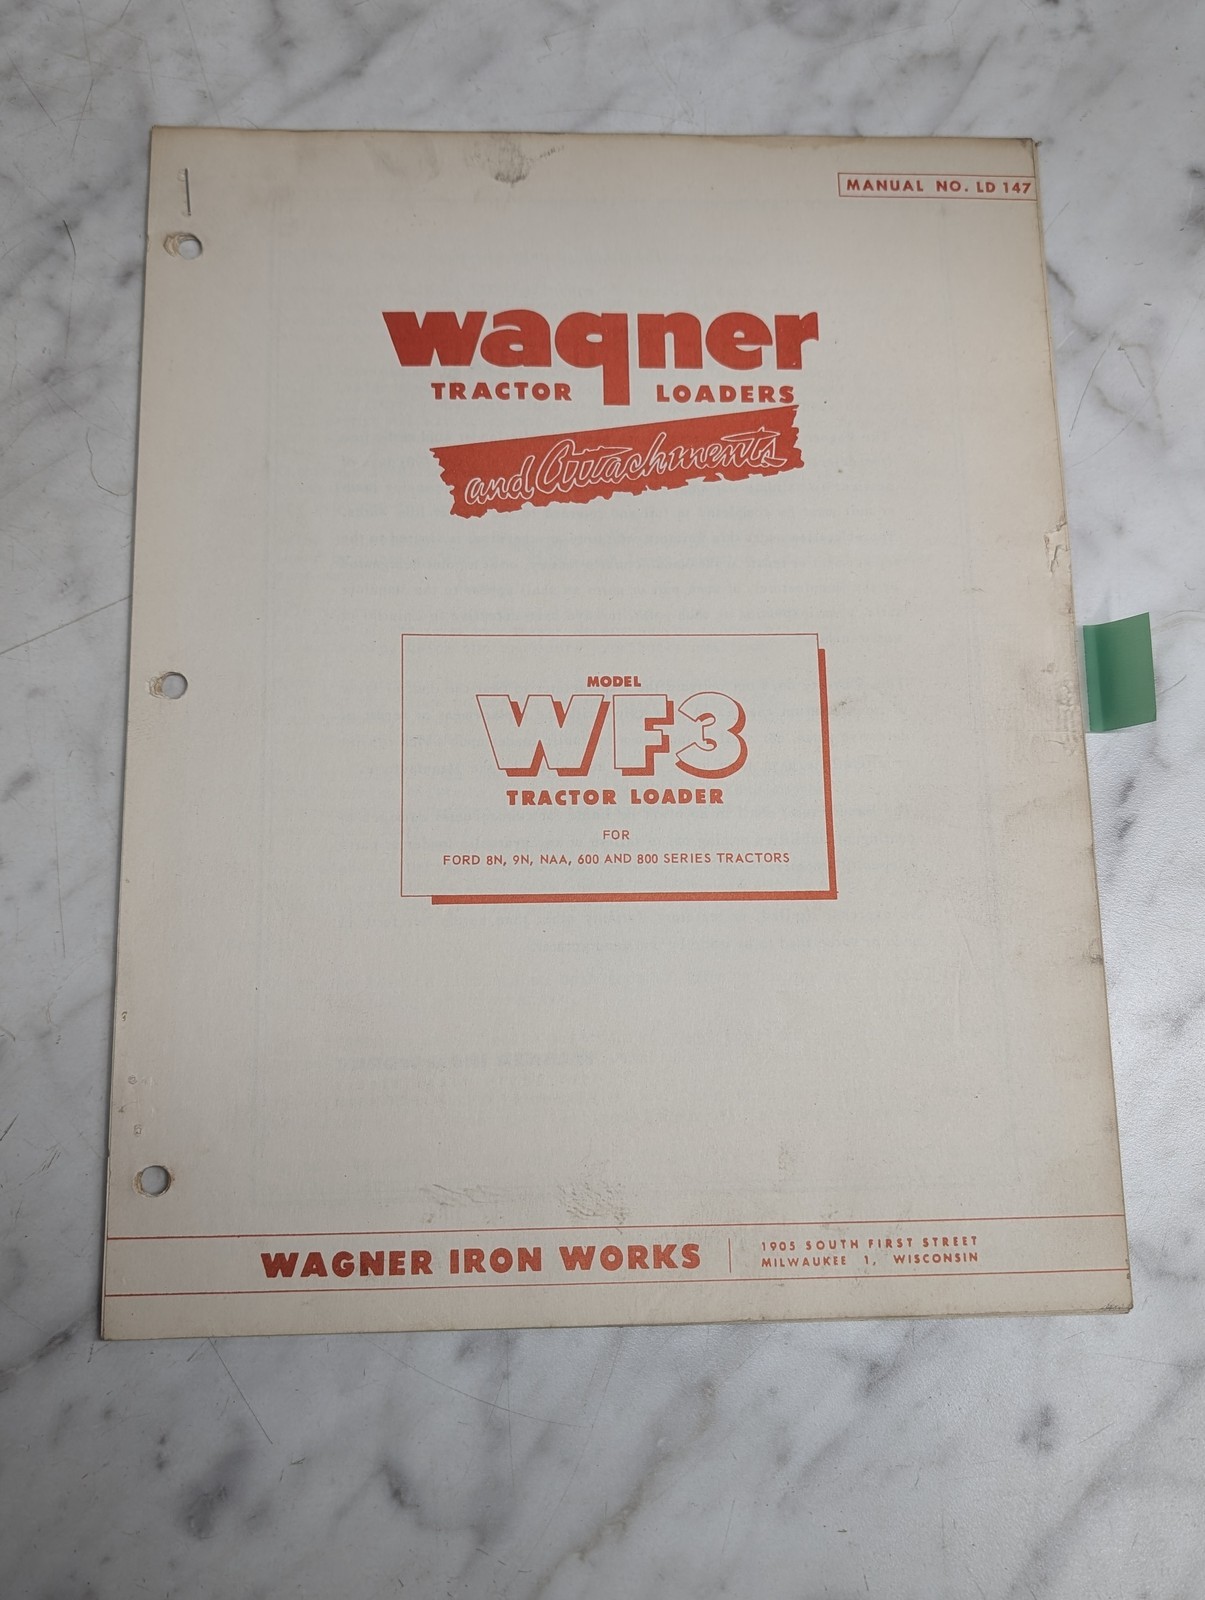 MANUAL NO. LD 147
wagner
TRACTOR LOADERS
and Attachments
MODEL
WF3
TRACTOR LOADER
FOR
FORD 8N, 9N, NAA, 600 AND 800 SERIES TRACTORS
WAGNER IRON WORKS
1905 SOUTH FIRST STREET
MILWAUKEE 1, WISCONSIN